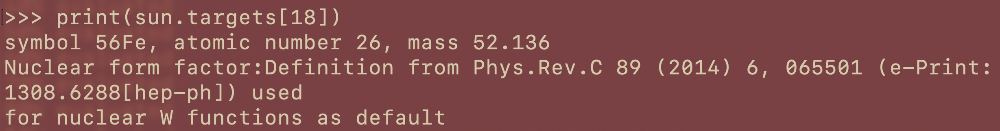 >>> print(sun.targets[18])
symbol 56Fe, atomic number 26, mass 52.136
Nuclear form factor:Definition from Phys.Rev.C 89 (2014) 6, 065501 (e-Print:
1308.6288[hep-ph]) used
for nuclear W functions as default